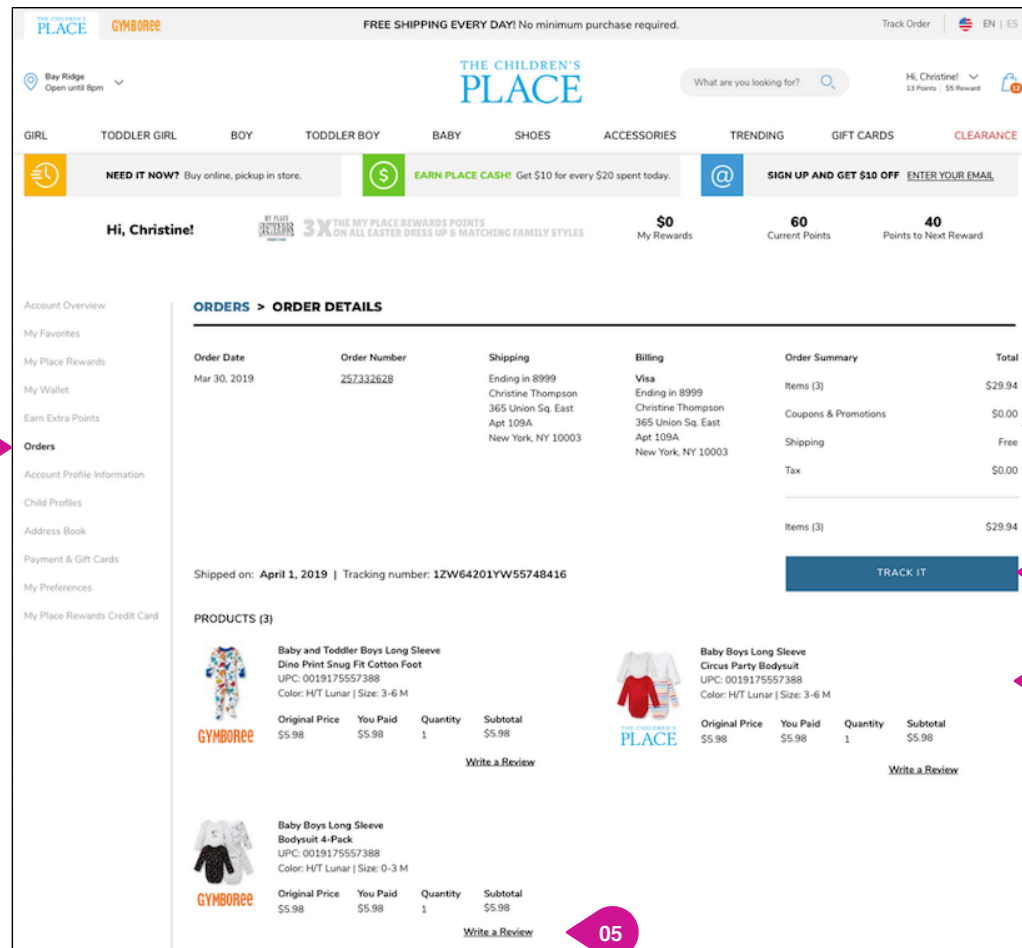 THE CHILDREN'S
PLACE
GYMBOREE
FREE SHIPPING EVERY DAY! No minimum purchase required.
Track Order
EN | ES
Bay Ridge
Open until 8pm
THE CHILDREN'S
PLACE
What are you looking for?
Hi, Christine!
13 Points | $5 Reward
12
GIRL TODDLER GIRL BOY TODDLER BOY BABY SHOES ACCESSORIES TRENDING GIFT CARDS CLEARANCE
NEED IT NOW? Buy online, pickup in store.
$ EARN PLACE CASH! Get $10 for every $20 spent today.
@ SIGN UP AND GET $10 OFF ENTER YOUR EMAIL
Hi, Christine!
MY PLACE
REWARDS
3X THE MY PLACE REWARDS POINTS
ON ALL EASTER DRESS UP & MATCHING FAMILY STYLES
$0
My Rewards
60
Current Points
40
Points to Next Reward
Account Overview
My Favorites
My Place Rewards
My Wallet
Earn Extra Points
Orders
Account Profile Information
Child Profiles
Address Book
Payment & Gift Cards
My Preferences
My Place Rewards Credit Card
ORDERS > ORDER DETAILS
Order Date
Mar 30, 2019
Order Number
257332628
Shipping
Ending in 8999
Christine Thompson
365 Union Sq. East
Apt 109A
New York, NY 10003
Billing
Visa
Ending in 8999
Christine Thompson
365 Union Sq. East
Apt 109A
New York, NY 10003
Order Summary Total
Items (3) $29.94
Coupons & Promotions $0.00
Shipping Free
Tax $0.00
Items (3) $29.94
Shipped on: April 1, 2019 | Tracking number: 1ZW64201YW55748416
TRACK IT
PRODUCTS (3)
GYMBOREE
Baby and Toddler Boys Long Sleeve
Dino Print Snug Fit Cotton Foot
UPC: 0019175557388
Color: H/T Lunar | Size: 3-6 M
Original Price You Paid Quantity Subtotal
$5.98 $5.98 1 $5.98
Write a Review
THE CHILDREN'S
PLACE
Baby Boys Long Sleeve
Circus Party Bodysuit
UPC: 0019175557388
Color: H/T Lunar | Size: 3-6 M
Original Price You Paid Quantity Subtotal
$5.98 $5.98 1 $5.98
Write a Review
GYMBOREE
Baby Boys Long Sleeve
Bodysuit 4-Pack
UPC: 0019175557388
Color: H/T Lunar | Size: 0-3 M
Original Price You Paid Quantity Subtotal
$5.98 $5.98 1 $5.98
Write a Review
05